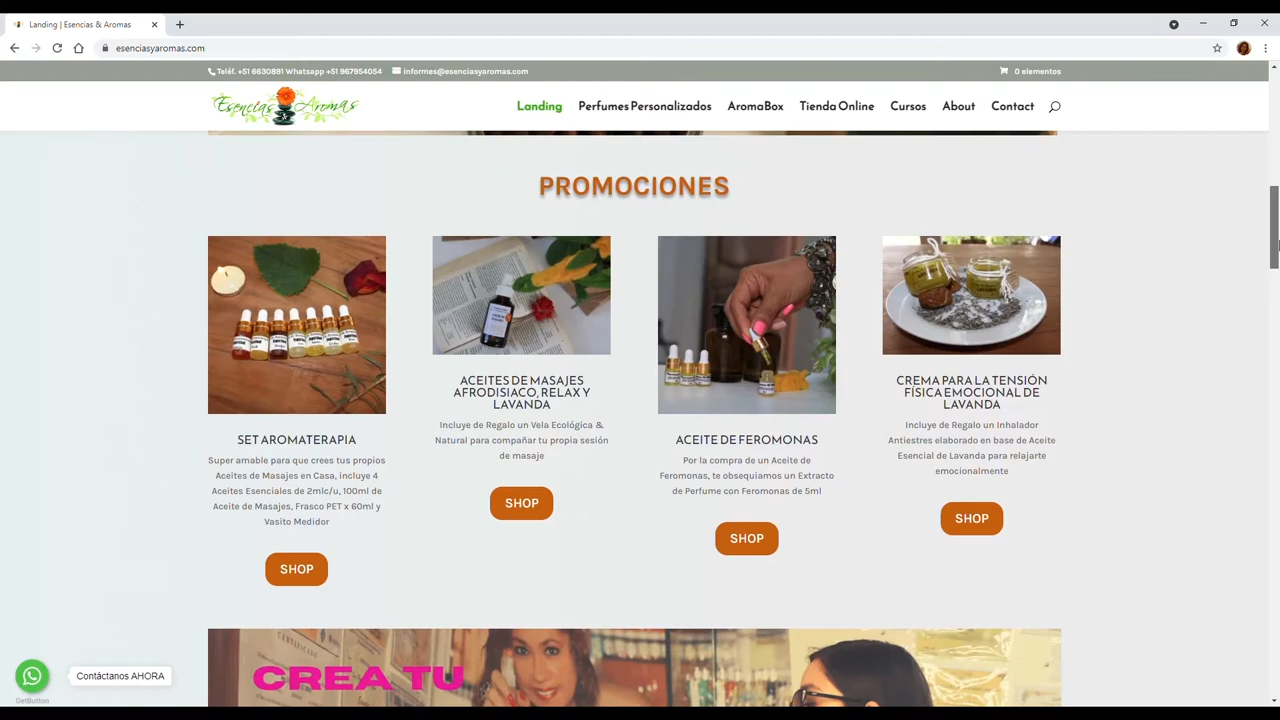 Landing | Esencias & Aromas
esenciasyaromas.com
Teléf. +51 6630891 Whatsapp +51 967954054
informes@esenciasyaromas.com
0 elementos
Esencias Aromas
Landing
Perfumes Personalizados
AromaBox
Tienda Online
Cursos
About
Contact
PROMOCIONES
SET AROMATERAPIA
Super amable para que crees tus propios
Aceites de Masajes en Casa, incluye 4
Aceites Esenciales de 2mlc/u, 100ml de
Aceite de Masajes, Frasco PET x 60ml y
Vasito Medidor
SHOP
ACEITES DE MASAJES
AFRODISIACO, RELAX Y
LAVANDA
Incluye de Regalo un Vela Ecológica &
Natural para compañar tu propia sesión
de masaje
SHOP
ACEITE DE FEROMONAS
Por la compra de un Aceite de
Feromonas, te obsequiamos un Extracto
de Perfume con Feromonas de 5ml
SHOP
CREMA PARA LA TENSIÓN
FÍSICA EMOCIONAL DE
LAVANDA
Incluye de Regalo un Inhalador
Antiestres elaborado en base de Aceite
Esencial de Lavanda para relajarte
emocionalmente
SHOP
CREA TU
Contáctanos AHORA
GetButton